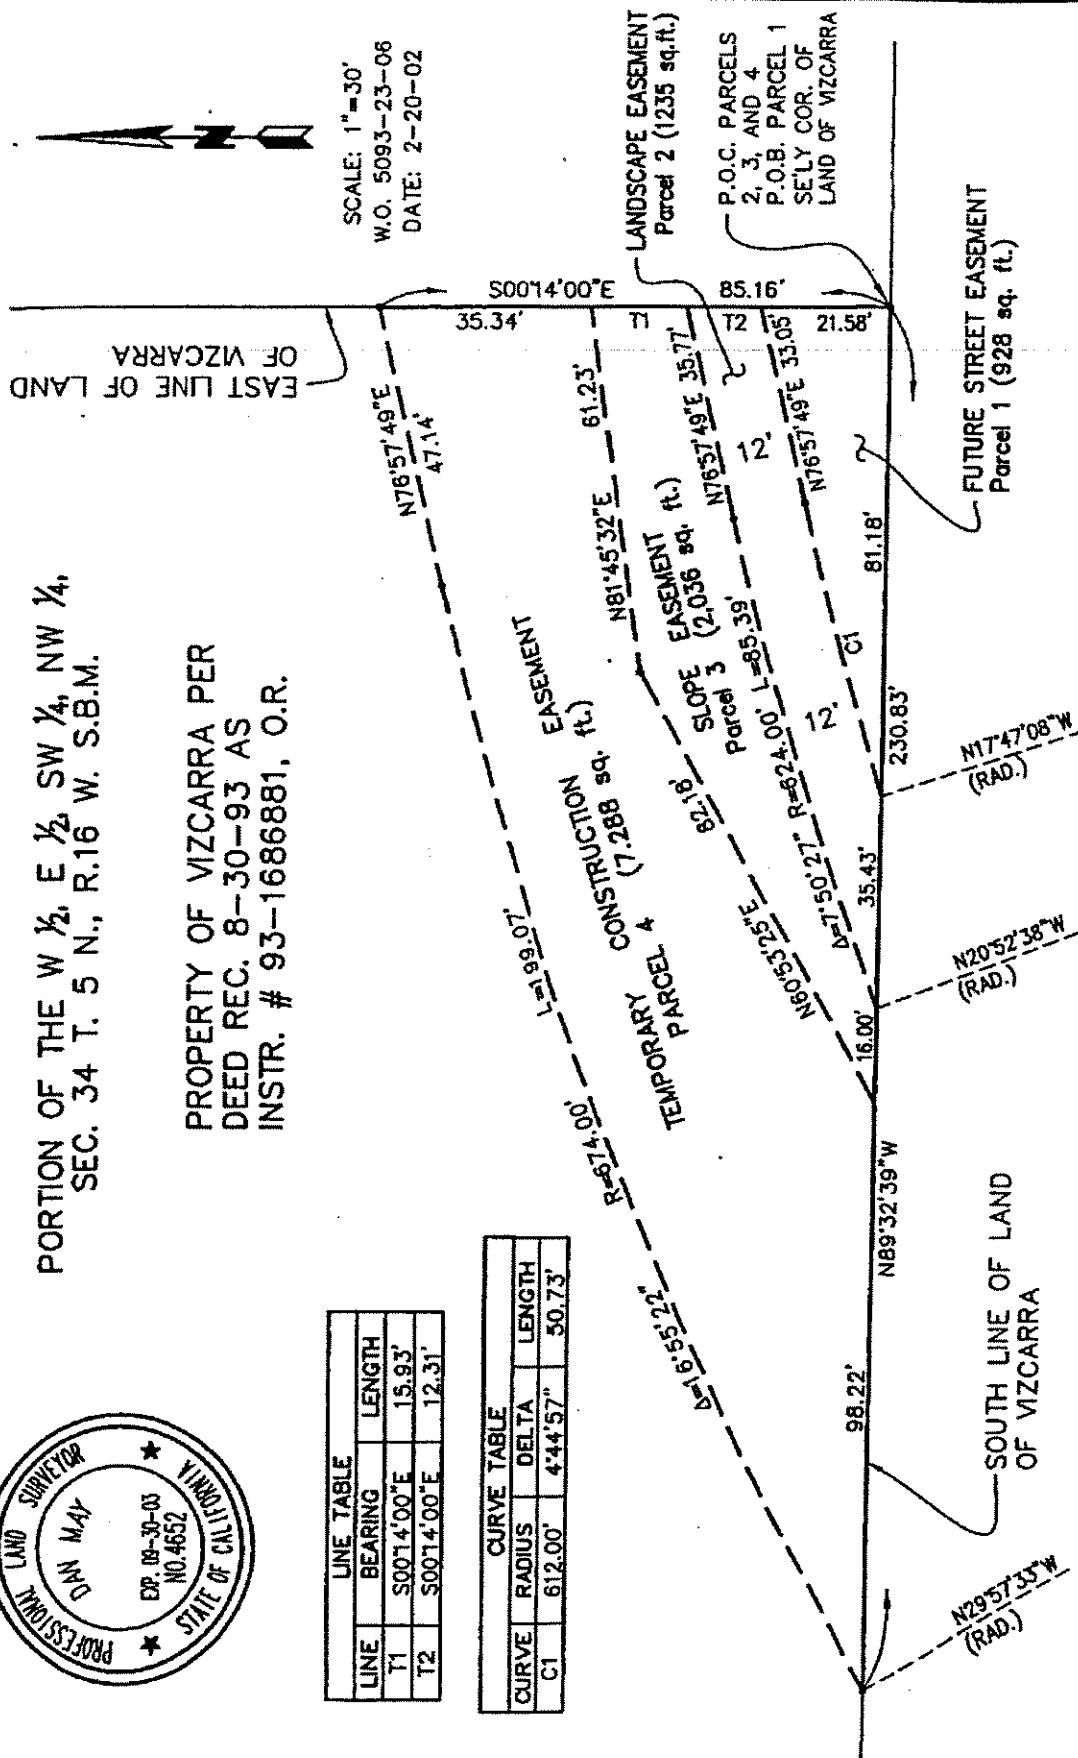 PORTION OF THE W ½, E ½, SW ¼, NW ¼,
SEC. 34 T. 5 N., R.16 W. S.B.M.
PROPERTY OF VIZCARRA PER
DEED REC. 8-30-93 AS
INSTR. # 93-1686881, O.R.
PROFESSIONAL LAND SURVEYOR
DAN MAY
EXP. 09-30-03
NO.4652
STATE OF CALIFORNIA
N
SCALE: 1"=30'
W.O. 5093-23-06
DATE: 2-20-02
LINE TABLE
LINE BEARING LENGTH
T1 S00°14'00"E 15.93'
T2 S00°14'00"E 12.31'
CURVE TABLE
CURVE RADIUS DELTA LENGTH
C1 612.00' 4°44'57" 50.73'
EAST LINE OF LAND
OF VIZCARRA
S00°14'00"E
85.16'
35.34'
T1
T2
21.58'
LANDSCAPE EASEMENT
Parcel 2 (1235 sq.ft.)
P.O.C. PARCELS
2, 3, AND 4
P.O.B. PARCEL 1
SE'LY COR. OF
LAND OF VIZCARRA
FUTURE STREET EASEMENT
Parcel 1 (928 sq. ft.)
N76°57'49"E
47.14'
Δ=16°55'22"
R=674.00'
L=199.07'
TEMPORARY CONSTRUCTION EASEMENT
PARCEL 4 (7,288 sq. ft.)
N60°53'25"E
82.18'
N81°45'32"E
61.23'
SLOPE EASEMENT
Parcel 3 (2,036 sq. ft.)
Δ=7°50'27" R=624.00' L=85.39'
N76°57'49"E 35.77'
12'
12'
C1
N76°57'49"E 33.05'
98.22'
N89°32'39"W
16.00'
35.43'
230.83'
81.18'
SOUTH LINE OF LAND
OF VIZCARRA
N29°57'33"W
(RAD.)
N20°52'38"W
(RAD.)
N17°47'08"W
(RAD.)